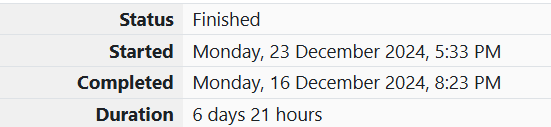 Status Finished
Started Monday, 23 December 2024, 5:33 PM
Completed Monday, 16 December 2024, 8:23 PM
Duration 6 days 21 hours